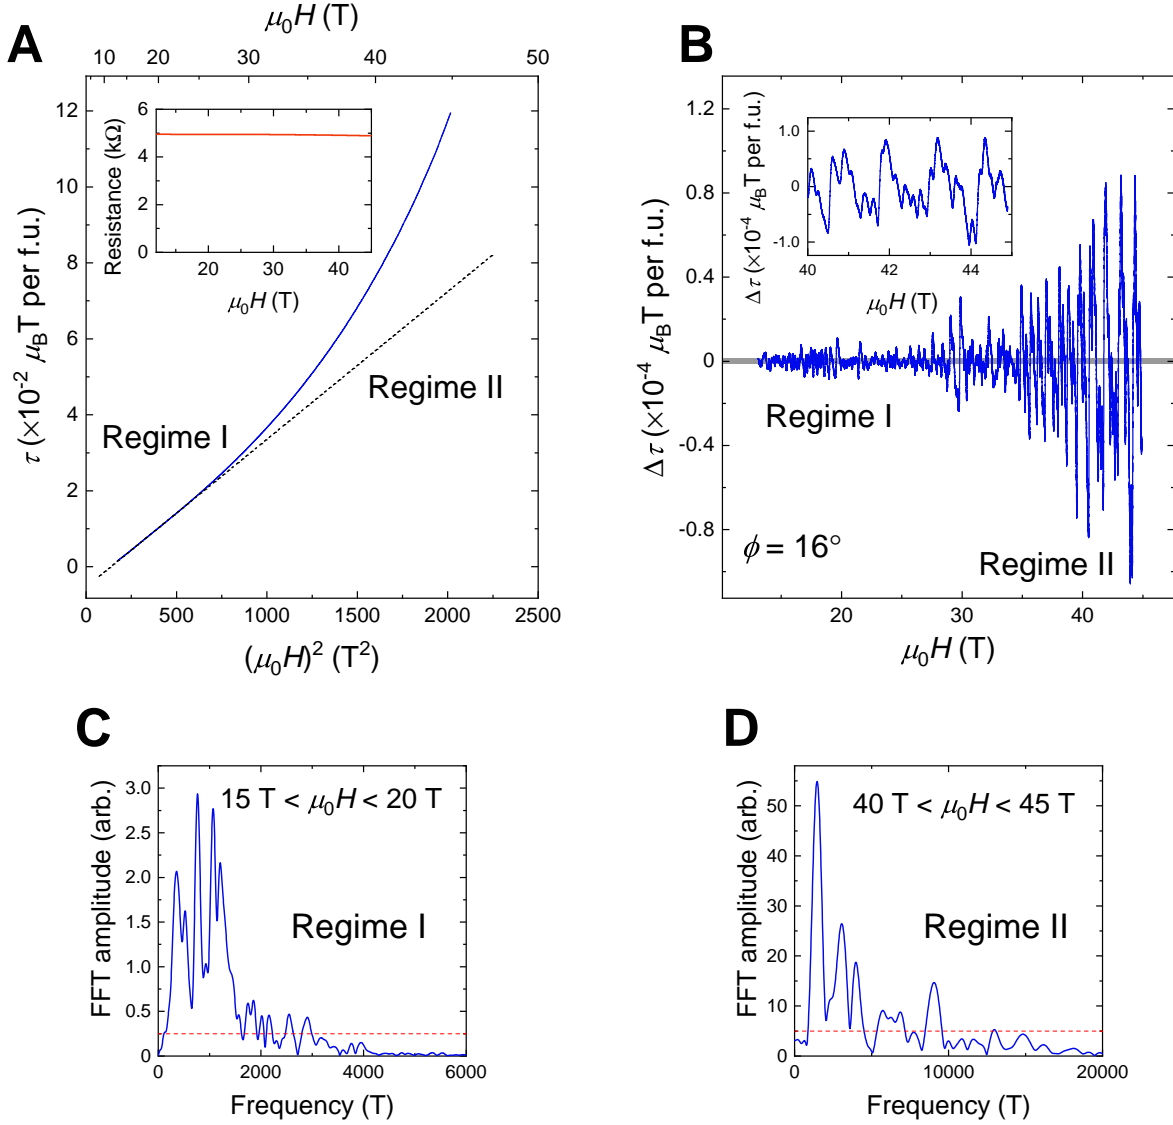 A
μ₀H (T)
10 20 30 40 50
τ (×10⁻² μ_BT per f.u.)
12
10
8
6
4
2
0
Resistance (kΩ)
6
5
2
0
20 30 40
μ₀H (T)
Regime I
Regime II
0 500 1000 1500 2000 2500
(μ₀H)² (T²)
B
Δτ (×10⁻⁴ μ_BT per f.u.)
1.2
0.8
0.4
0
-0.4
-0.8
Δτ (×10⁻⁴ μ_BT per f.u.)
1.0
0
-1.0
40 42 44
μ₀H (T)
Regime I
ϕ = 16°
Regime II
20 30 40
μ₀H (T)
C
FFT amplitude (arb.)
3.0
2.5
2.0
1.5
1.0
0.5
0
15 T < μ₀H < 20 T
Regime I
0 2000 4000 6000
Frequency (T)
D
FFT amplitude (arb.)
50
40
30
20
10
0
40 T < μ₀H < 45 T
Regime II
0 10000 20000
Frequency (T)